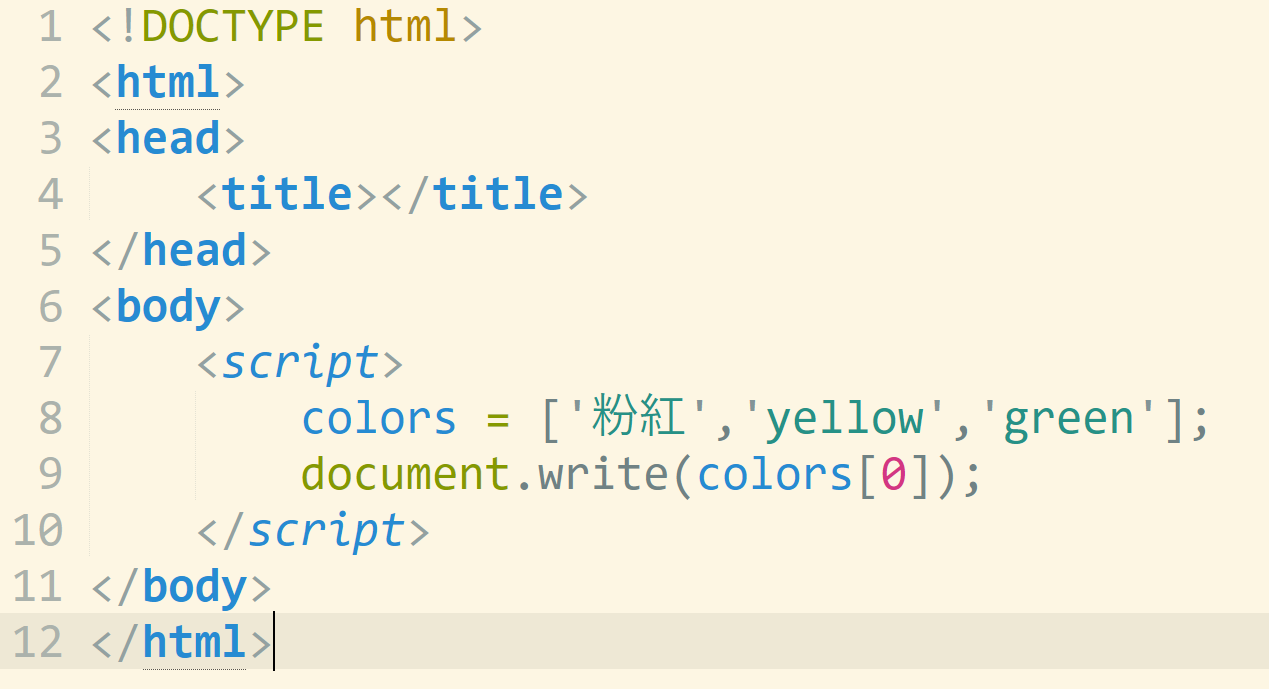 1 <!DOCTYPE html>
2 <html>
3 <head>
4     <title></title>
5 </head>
6 <body>
7     <script>
8         colors = ['粉紅','yellow','green'];
9         document.write(colors[0]);
10     </script>
11 </body>
12 </html>